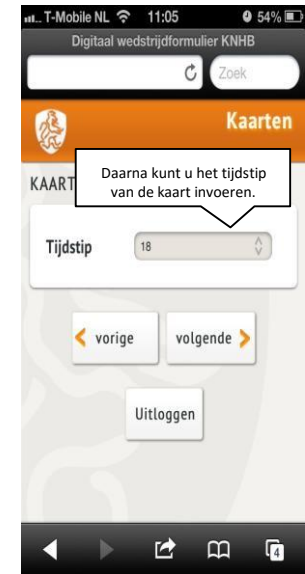 T-Mobile NL 11:05 54%
Digitaal wedstrijdformulier KNHB
Zoek
Kaarten
Daarna kunt u het tijdstip
van de kaart invoeren.
KAART
Tijdstip 18
vorige volgende
Uitloggen
4